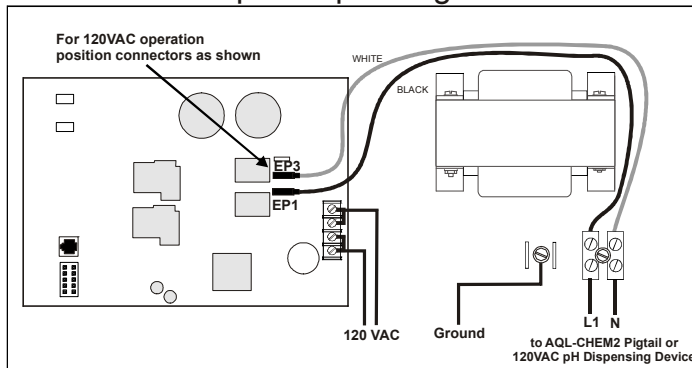 For 120VAC operation
position connectors as shown
WHITE
BLACK
EP3
EP1
120 VAC
Ground
L1 N
to AQL-CHEM2 Pigtail or
120VAC pH Dispensing Device